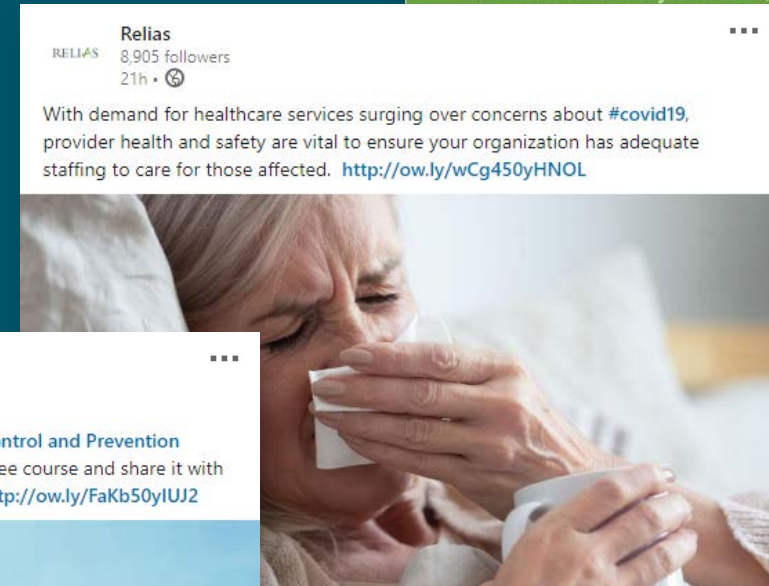 Relias
RELIAS
8,905 followers
21h •
With demand for healthcare services surging over concerns about #covid19,
provider health and safety are vital to ensure your organization has adequate
staffing to care for those affected. http://ow.ly/wCg450yHNOL
ntrol and Prevention
ee course and share it with
tp://ow.ly/FaKb50yIUJ2